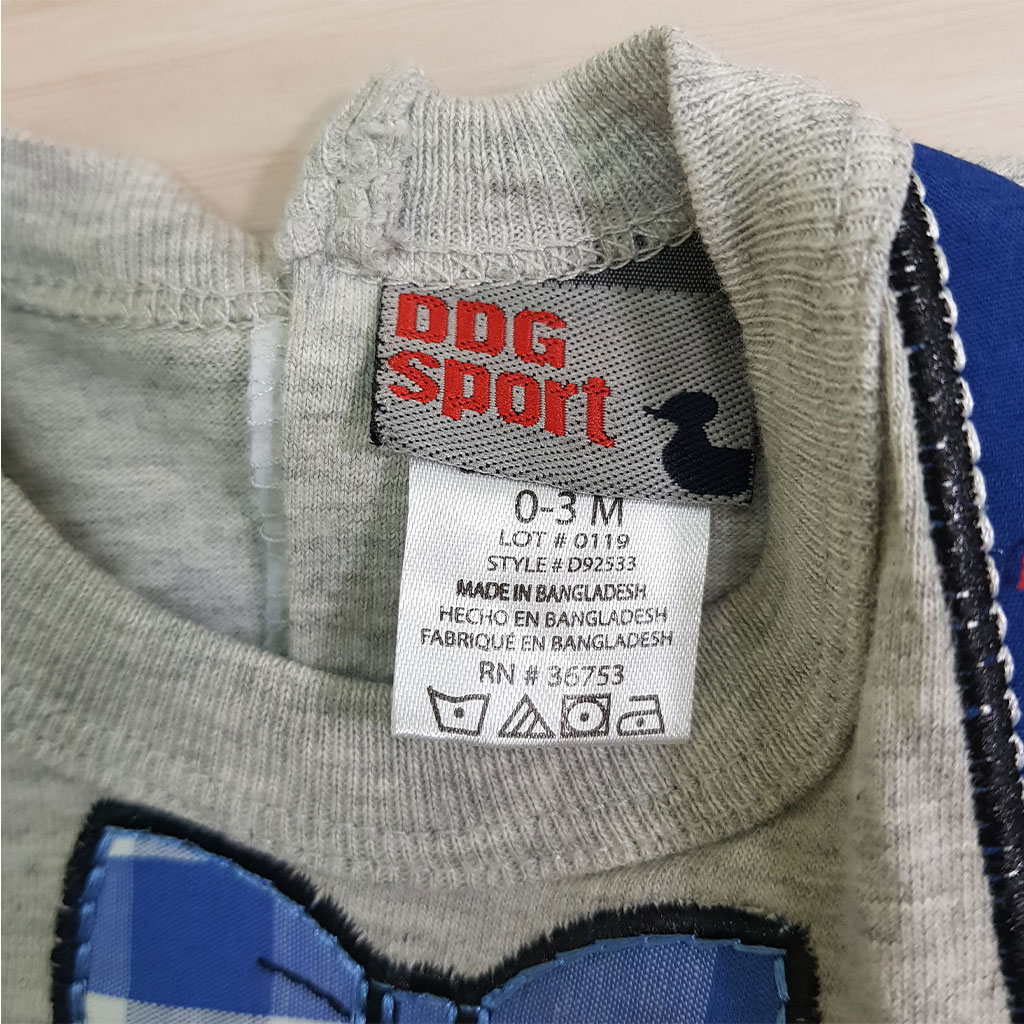 DDG
Sport
0-3 M
LOT # 0119
STYLE # D92533
MADE IN BANGLADESH
HECHO EN BANGLADESH
FABRIQUÉ EN BANGLADESH
RN # 36753